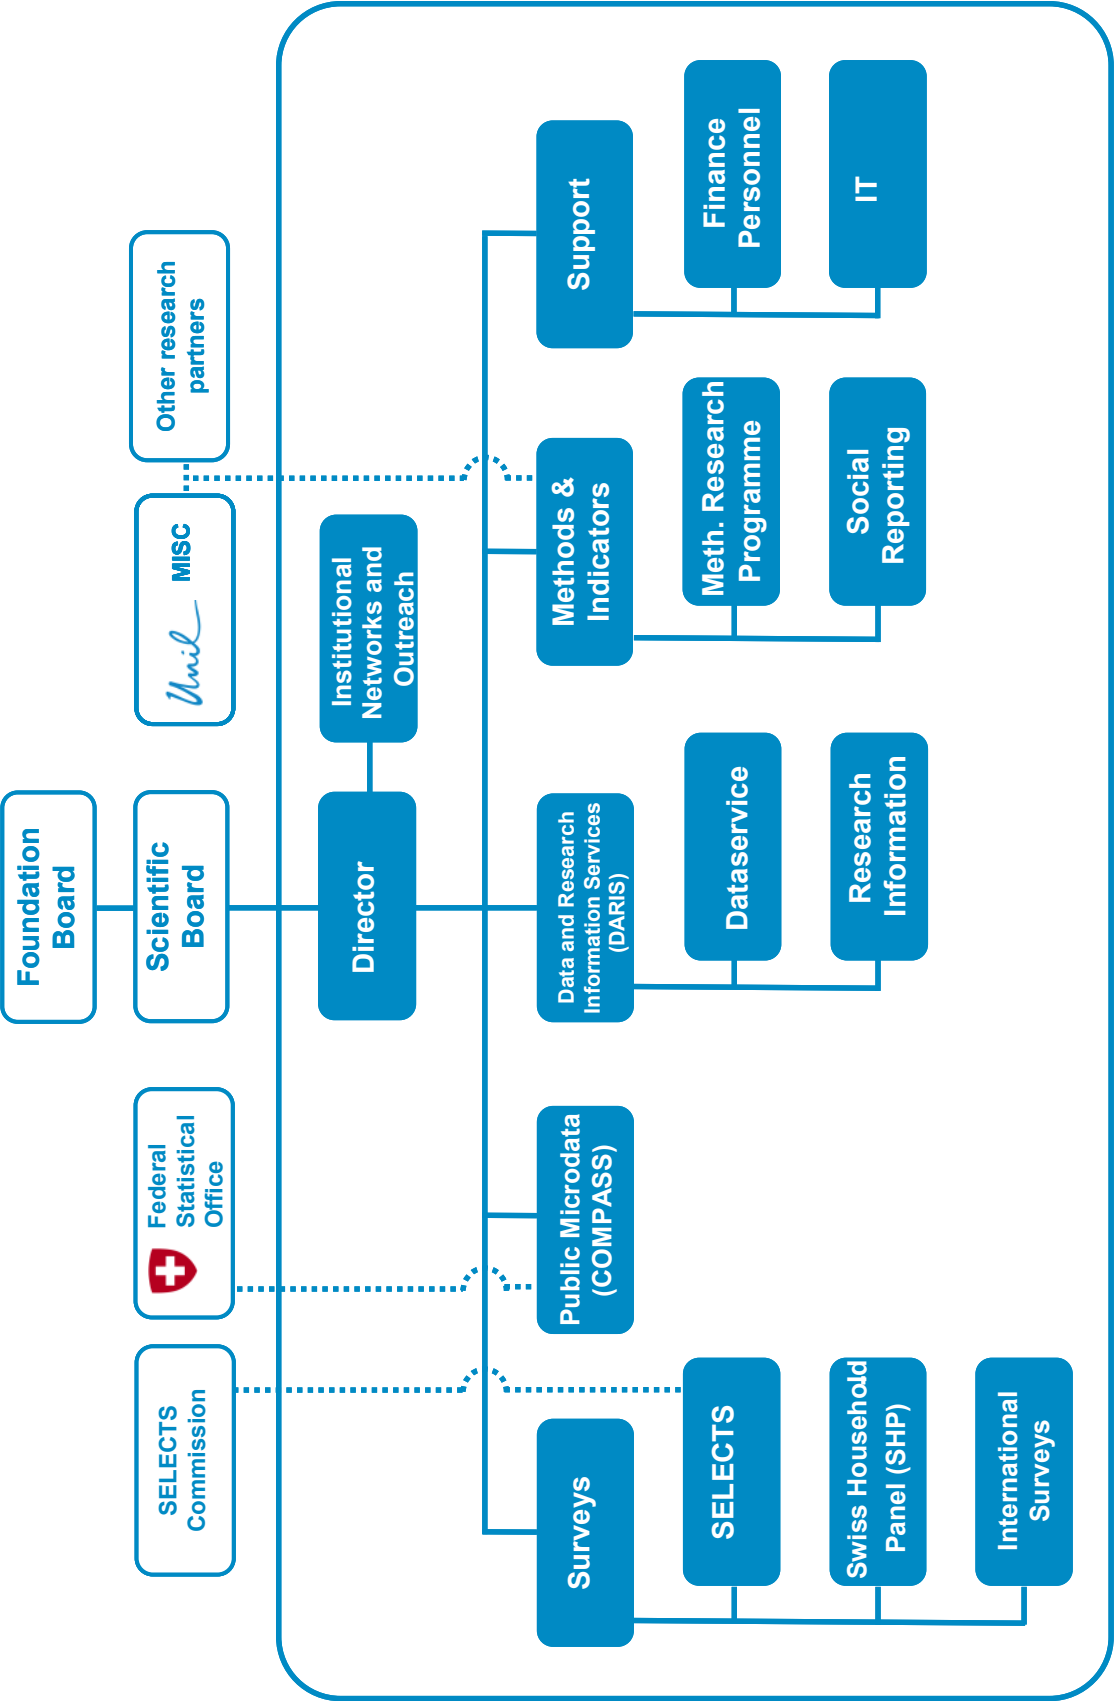 Foundation
Board
SELECTS
Commission
Federal
Statistical
Office
Scientific
Board
Unil
MISC
Other research
partners
Director
Institutional
Networks and
Outreach
Surveys
Public Microdata
(COMPASS)
Data and Research
Information Services
(DARIS)
Methods &
Indicators
Support
SELECTS
Dataservice
Meth. Research
Programme
Finance
Personnel
Swiss Household
Panel (SHP)
Research
Information
Social
Reporting
IT
International
Surveys